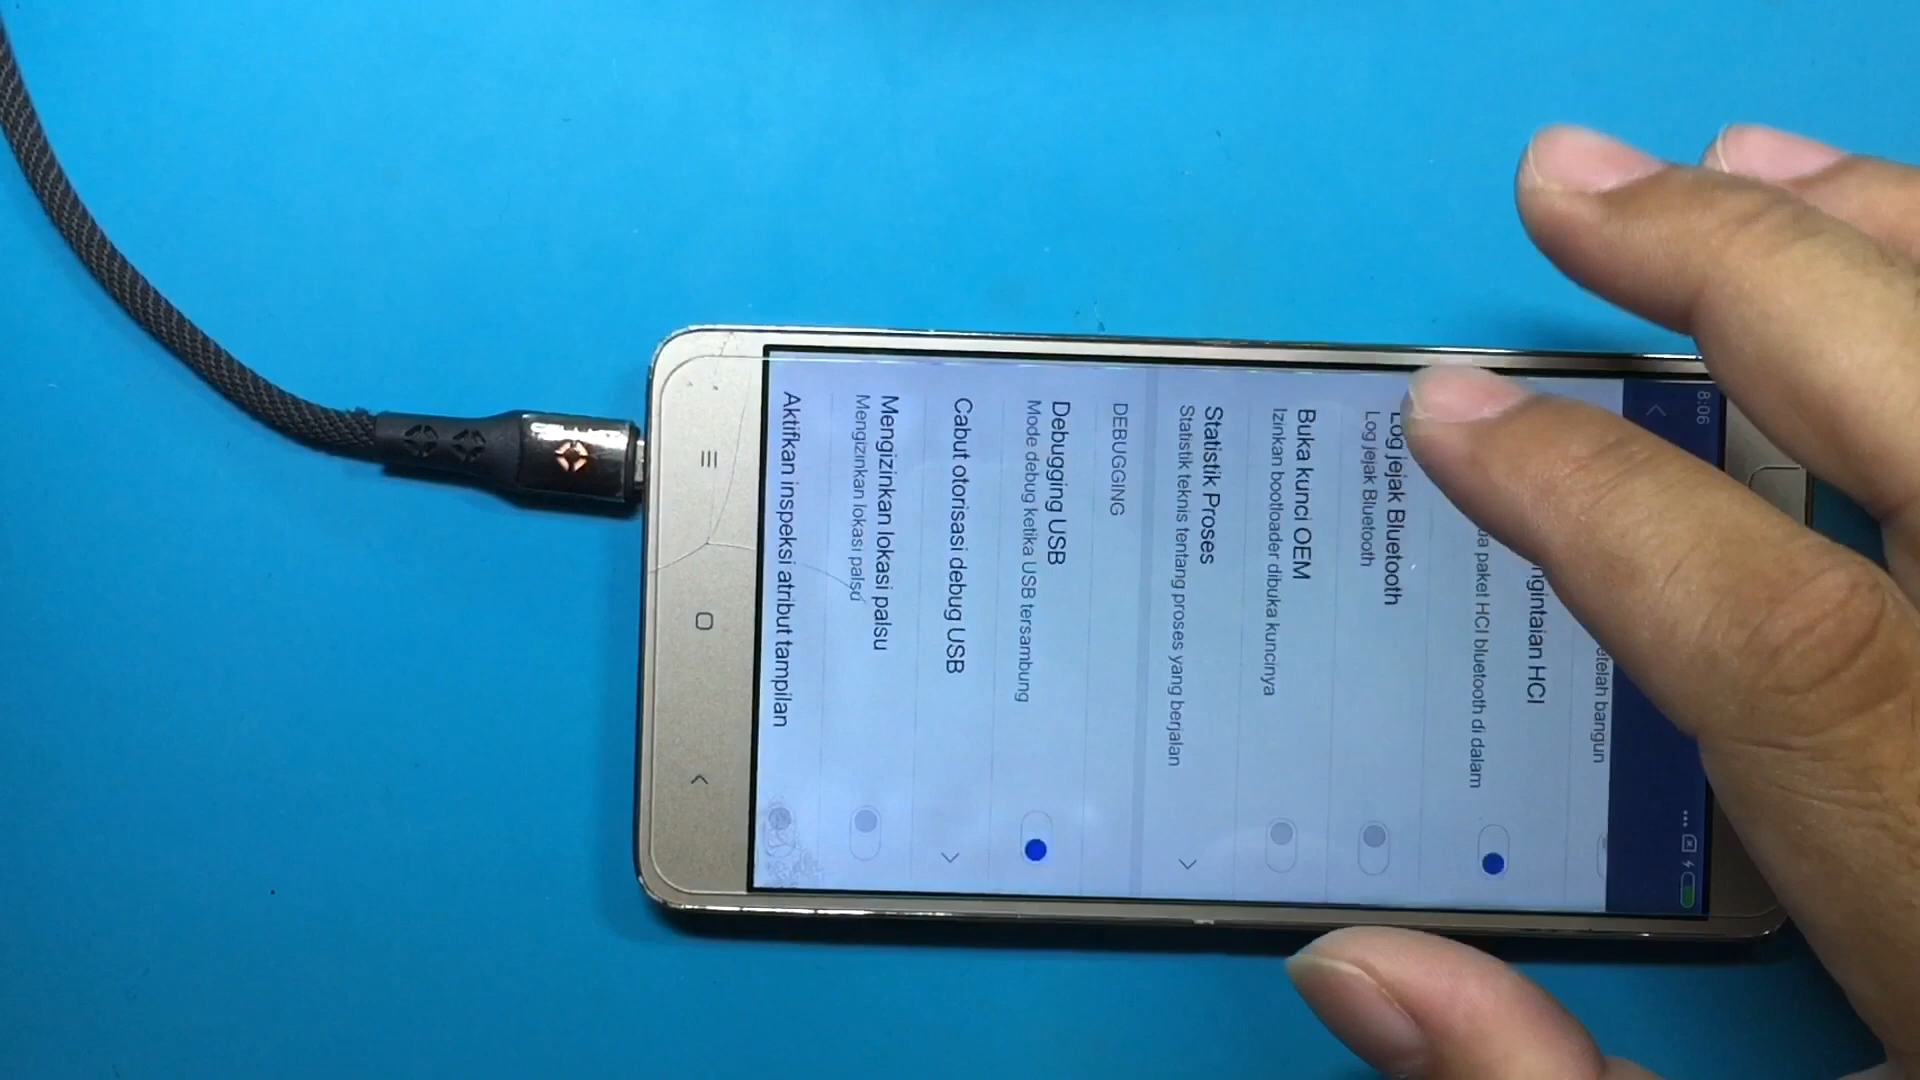 8:06
etelah bangun
ngintaian HCI
paket HCI bluetooth di dalam
Log jejak Bluetooth
Log jejak Bluetooth
Buka kunci OEM
Izinkan bootloader dibuka kuncinya
Statistik Proses
Statistik teknis tentang proses yang berjalan
DEBUGGING
Debugging USB
Mode debug ketika USB tersambung
Cabut otorisasi debug USB
Mengizinkan lokasi palsu
Mengizinkan lokasi palsu
Aktifkan inspeksi atribut tampilan